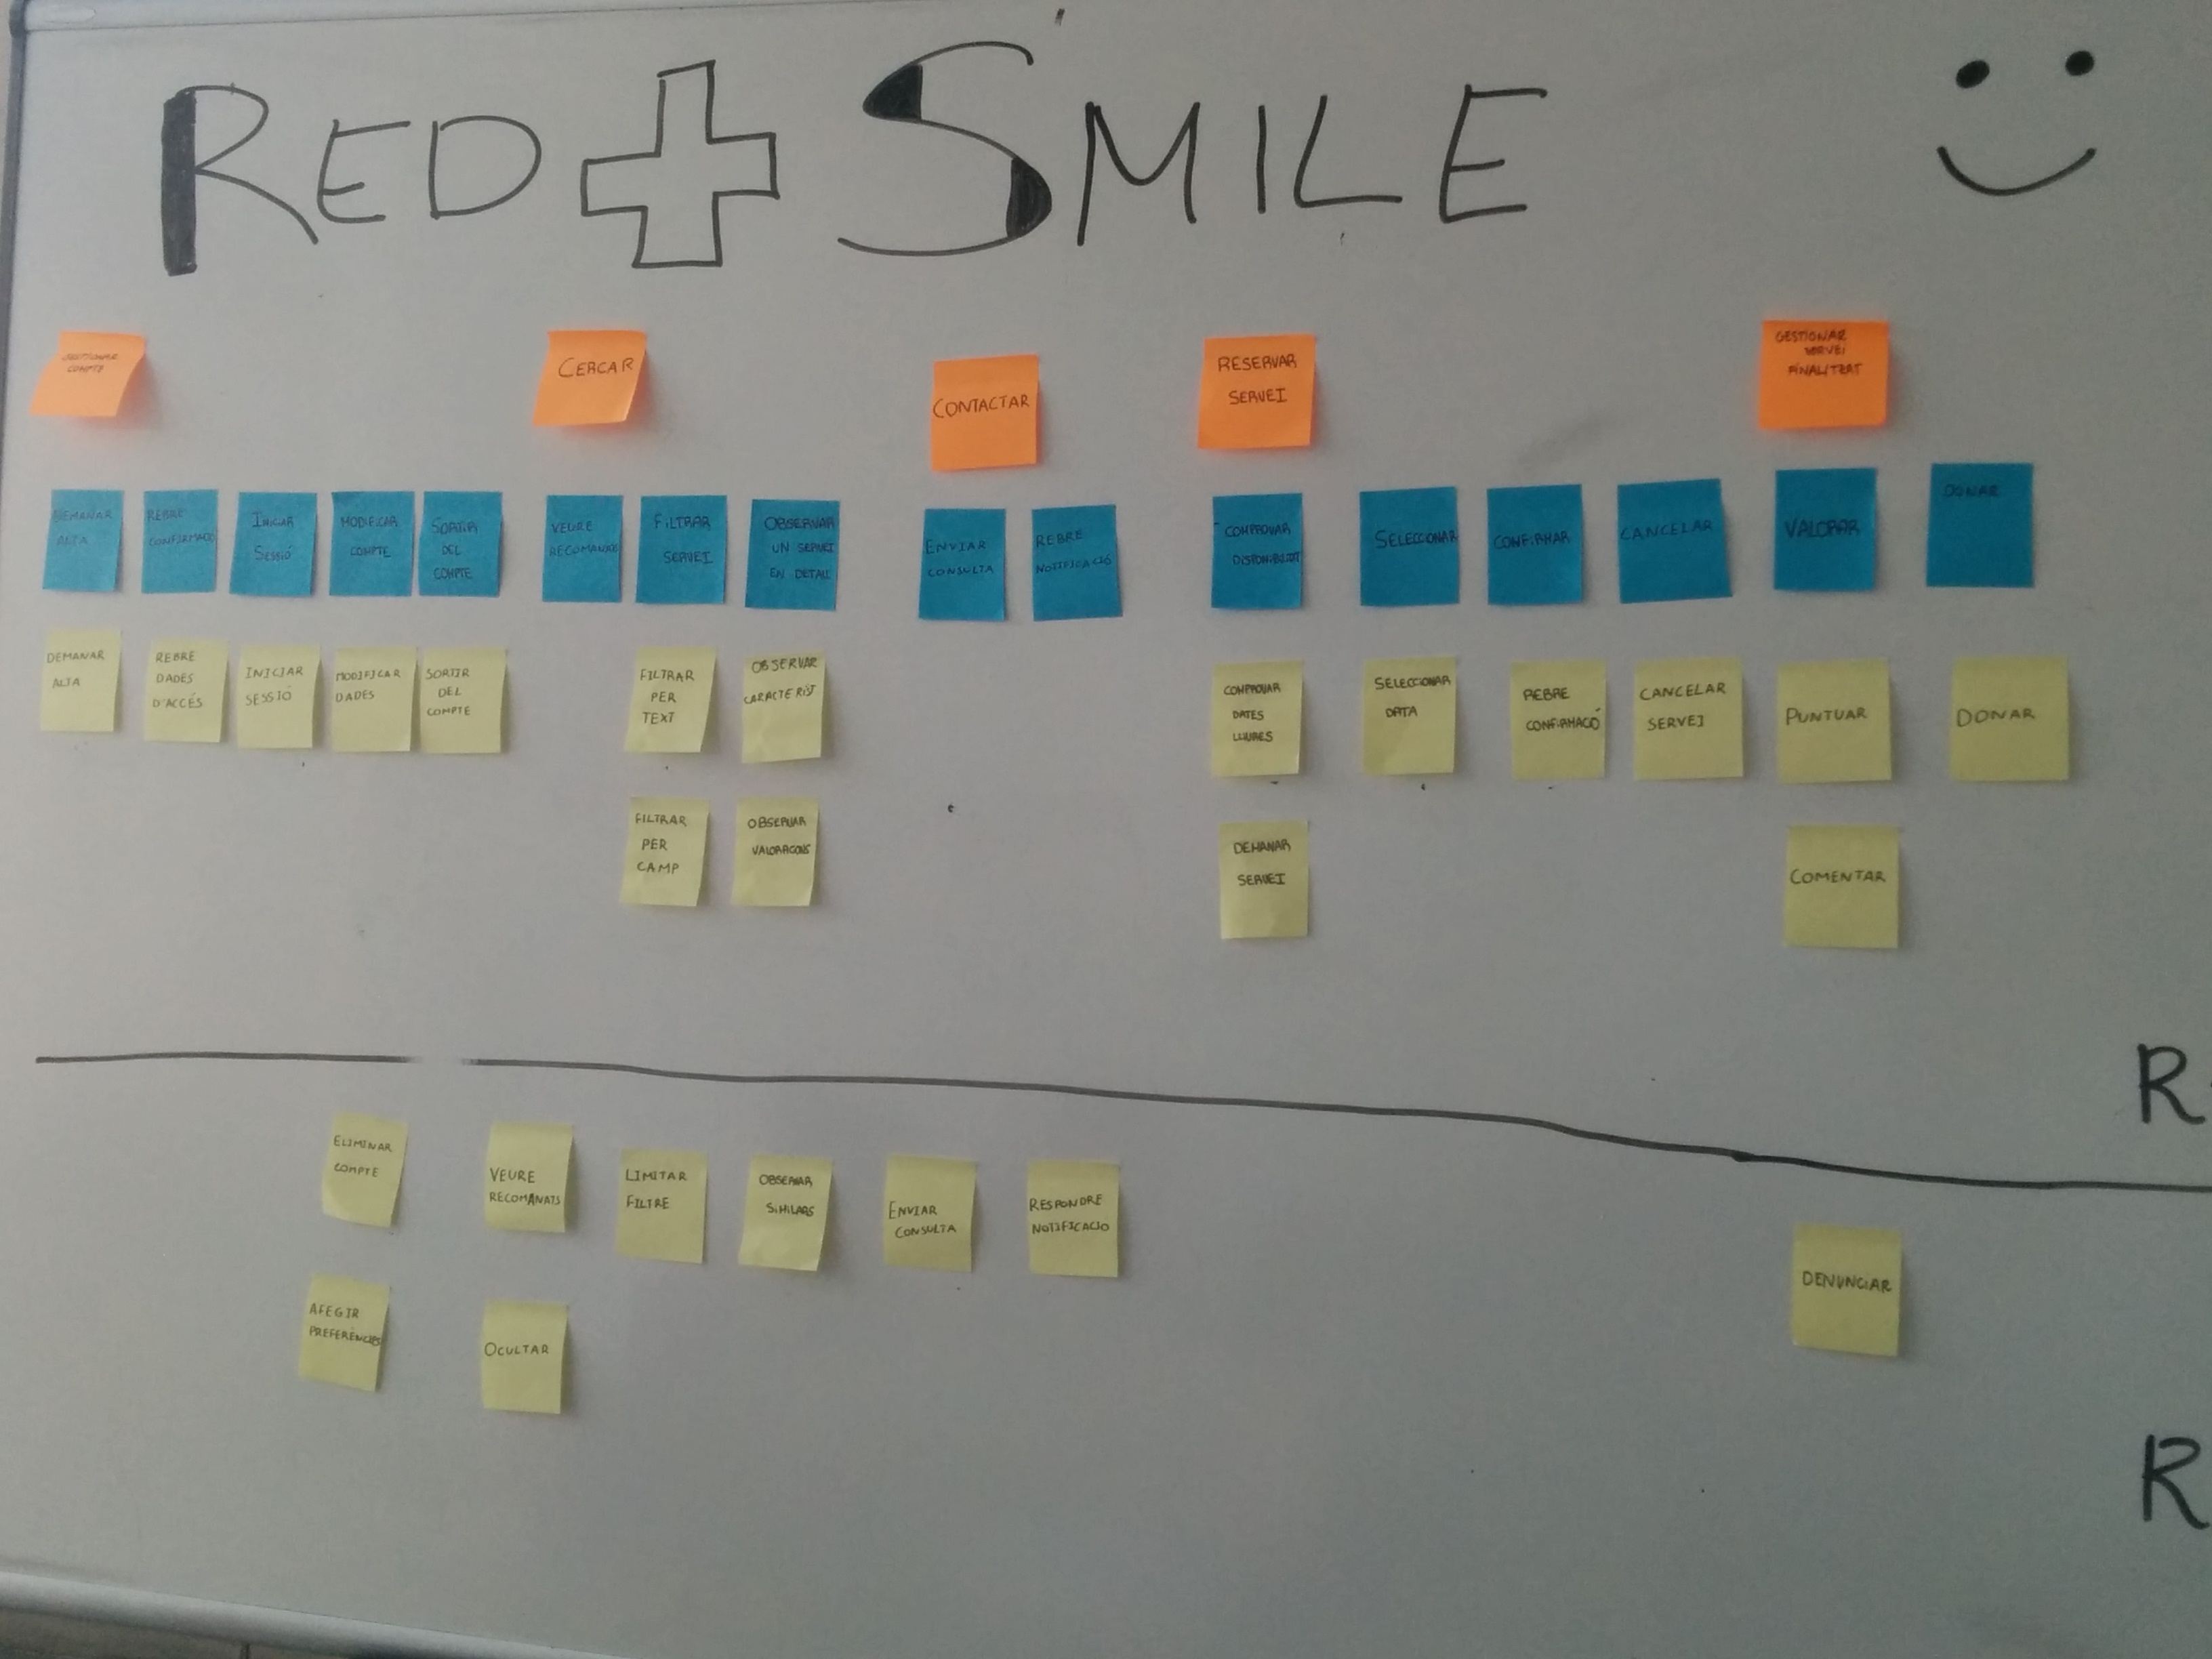 RED SMILE
GESTIONAR
COMPTE
CERCAR
CONTACTAR
RESERVAR
SERVEI
GESTIONAR
SERVEI
FINALITZAT
DEMANAR
ALTA
REBRE
CONFIRMACIÓ
INICIAR
SESSIÓ
MODIFICAR
COMPTE
SORTIR
DEL
COMPTE
VEURE
RECOMANATS
FILTRAR
SERVEI
OBSERVAR
UN SERVEI
EN DETALL
ENVIAR
CONSULTA
REBRE
NOTIFICACIÓ
COMPROVAR
DISPONIBILITAT
SELECCIONAR
CONFIRMAR
CANCELAR
VALORAR
DONAR
DEMANAR
ALTA
REBRE
DADES
D'ACCÉS
INICIAR
SESSIÓ
MODIFICAR
DADES
SORTIR
DEL
COMPTE
FILTRAR
PER
TEXT
OBSERVAR
CARACTERIST
COMPROVAR
DATES
LLIURES
SELECCIONAR
DATA
REBRE
CONFIRMACIÓ
CANCELAR
SERVEI
PUNTUAR
DONAR
FILTRAR
PER
CAMP
OBSERVAR
VALORACIONS
DEMANAR
SERVEI
COMENTAR
R
ELIMINAR
COMPTE
VEURE
RECOMANATS
LIMITAR
FILTRE
OBSERVAR
SIMILARS
ENVIAR
CONSULTA
RESPONDRE
NOTIFICACIO
DENUNCIAR
AFEGIR
PREFERÈNCIES
OCULTAR
R